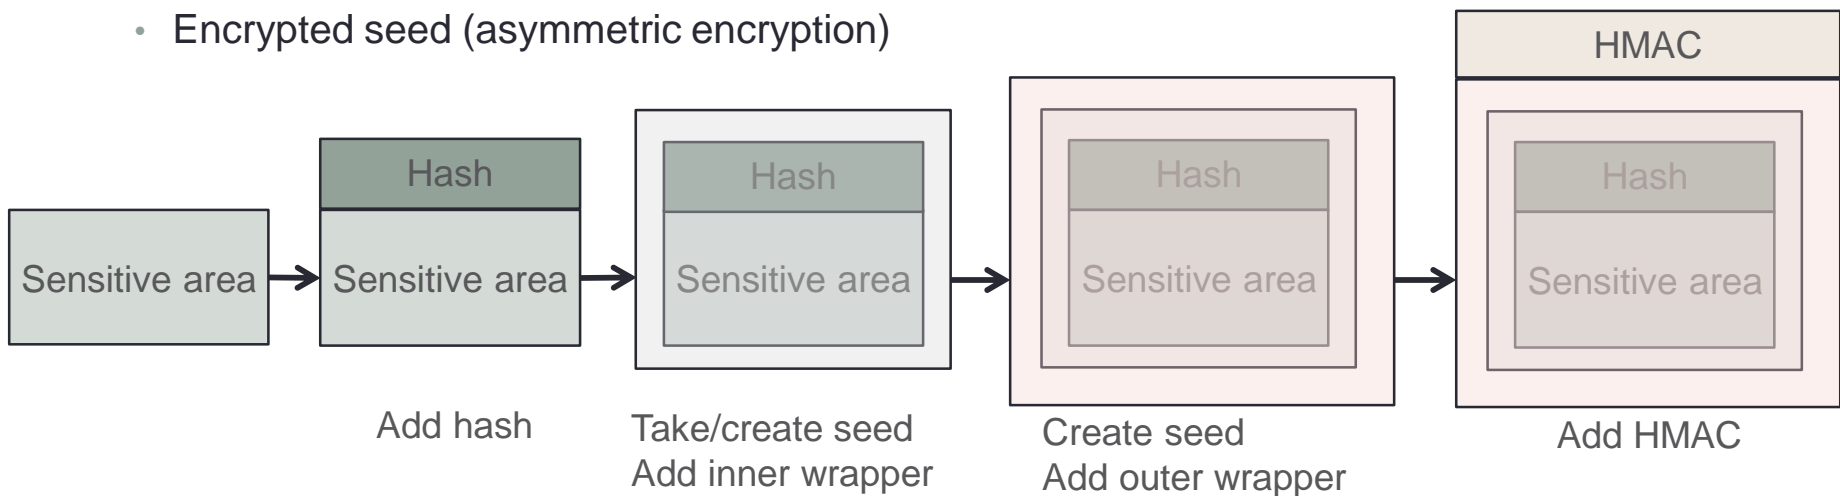 • Encrypted seed (asymmetric encryption)
HMAC
Hash
Hash
Hash
Hash
Sensitive area
Sensitive area
Sensitive area
Sensitive area
Sensitive area
Add hash
Take/create seed
Add inner wrapper
Create seed
Add outer wrapper
Add HMAC